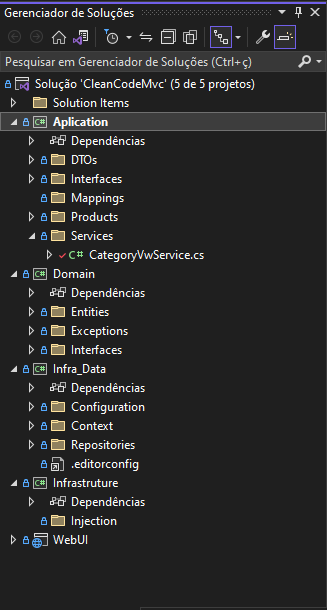 Gerenciador de Soluções
Pesquisar em Gerenciador de Soluções (Ctrl+ç)
Solução 'CleanCodeMvc' (5 de 5 projetos)
Solution Items
C# Aplication
Dependências
DTOs
Interfaces
Mappings
Products
Services
C# CategoryVwService.cs
C# Domain
Dependências
Entities
Exceptions
Interfaces
C# Infra_Data
Dependências
Configuration
Context
Repositories
.editorconfig
C# Infrastruture
Dependências
Injection
WebUI